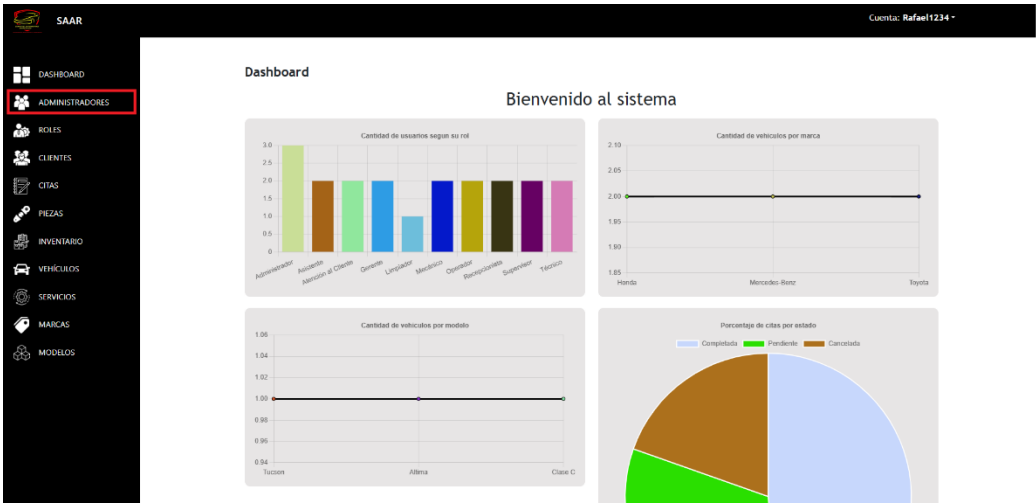 SAAR
Cuenta: Rafael1234
DASHBOARD
ADMINISTRADORES
ROLES
CLIENTES
CITAS
PIEZAS
INVENTARIO
VEHÍCULOS
SERVICIOS
MARCAS
MODELOS
Dashboard
Bienvenido al sistema
Cantidad de usuarios segun su rol
3.0
2.5
2.0
1.5
1.0
0.5
0
Administrador
Asistente
Atención al Cliente
Gerente
Limpiador
Mecánico
Operador
Recepcionista
Supervisor
Técnico
Cantidad de vehiculos por marca
2.10
2.05
2.00
1.95
1.90
1.85
Honda
Mercedes-Benz
Toyota
Cantidad de vehiculos por modelo
1.06
1.04
1.02
1.00
0.98
0.96
0.94
Tucson
Altima
Clase C
Porcentaje de citas por estado
Completada
Pendiente
Cancelada